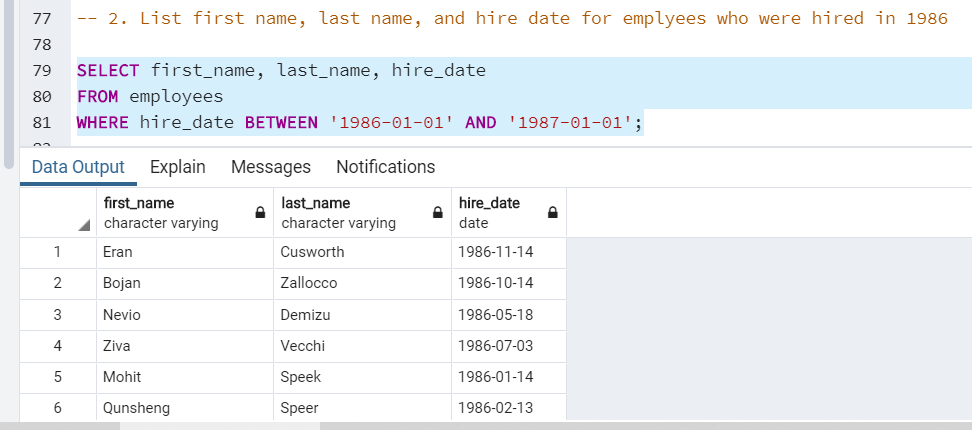 77 -- 2. List first name, last name, and hire date for emplyees who were hired in 1986
78
79 SELECT first_name, last_name, hire_date
80 FROM employees
81 WHERE hire_date BETWEEN '1986-01-01' AND '1987-01-01';
Data Output Explain Messages Notifications
first_name last_name hire_date
character varying character varying date
1 Eran Cusworth 1986-11-14
2 Bojan Zallocco 1986-10-14
3 Nevio Demizu 1986-05-18
4 Ziva Vecchi 1986-07-03
5 Mohit Speek 1986-01-14
6 Qunsheng Speer 1986-02-13